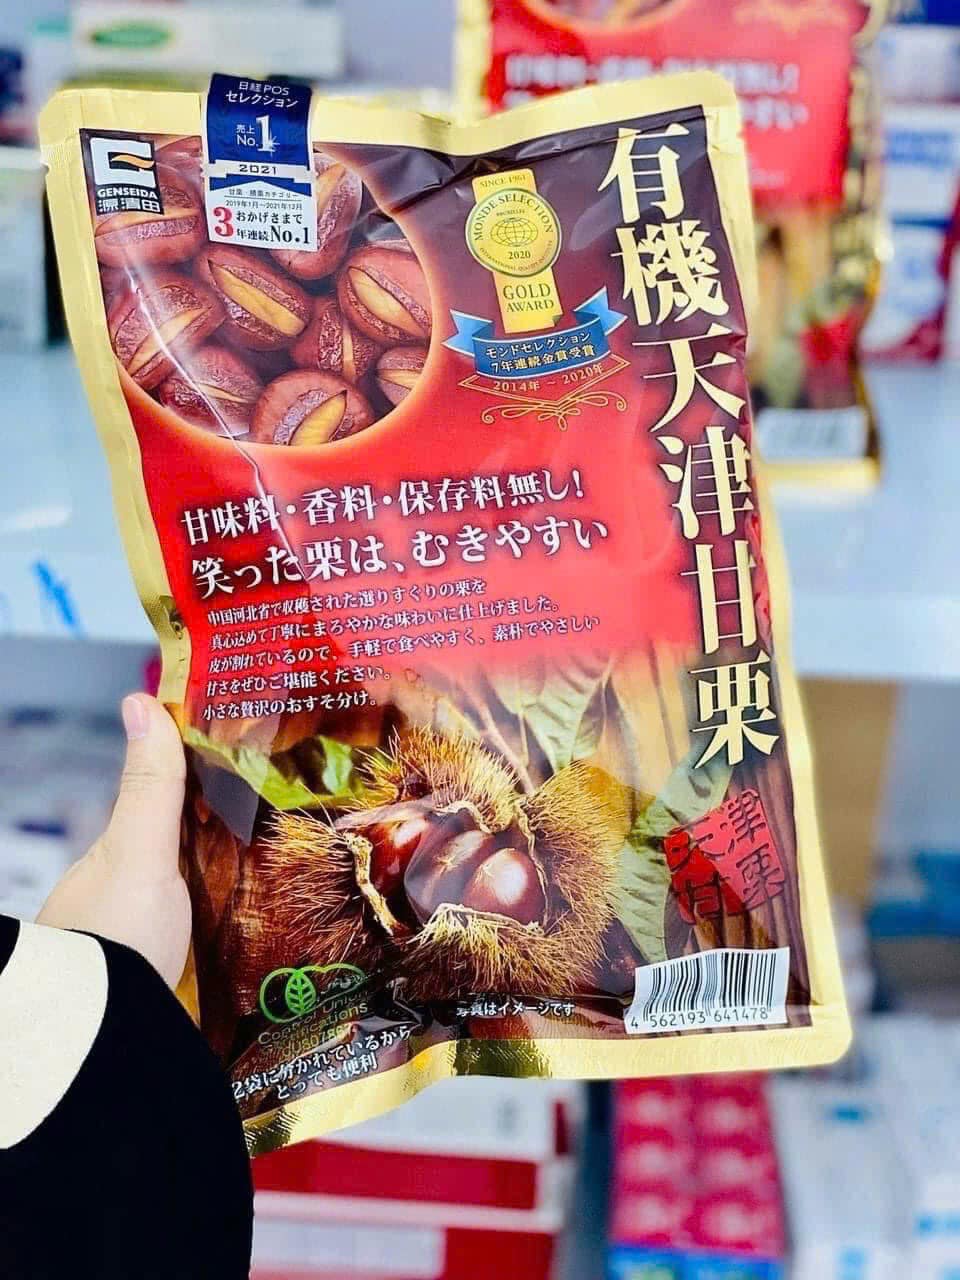 日経POS
セレクション
売上
No.1
2021
甘栗・焼栗カテゴリー
2019年1月~2021年12月
おかげさまで
3年連続No.1
GENSEIDA
源清田
SINCE 1961
MONDE SELECTION
BRUXELLES
2020
INTERNATIONAL QUALITY INSTITUTE
GOLD
AWARD
モンドセレクション
7年連続金賞受賞
2014年 ~ 2020年
有機天津甘栗
甘味料・香料・保存料無し!
笑った栗は、むきやすい
中国河北省で収穫された選りすぐりの栗を
真心込めて丁寧にまろやかな味わいに仕上げました。
皮が割れているので、手軽で食べやすく、素朴でやさしい
甘さをぜひご堪能ください。
小さな贅沢のおすそ分け。
天津
甘栗
Control Union
Certifications
CU807867
写真はイメージです
2袋に分かれているから
とっても便利
4 562193 641478